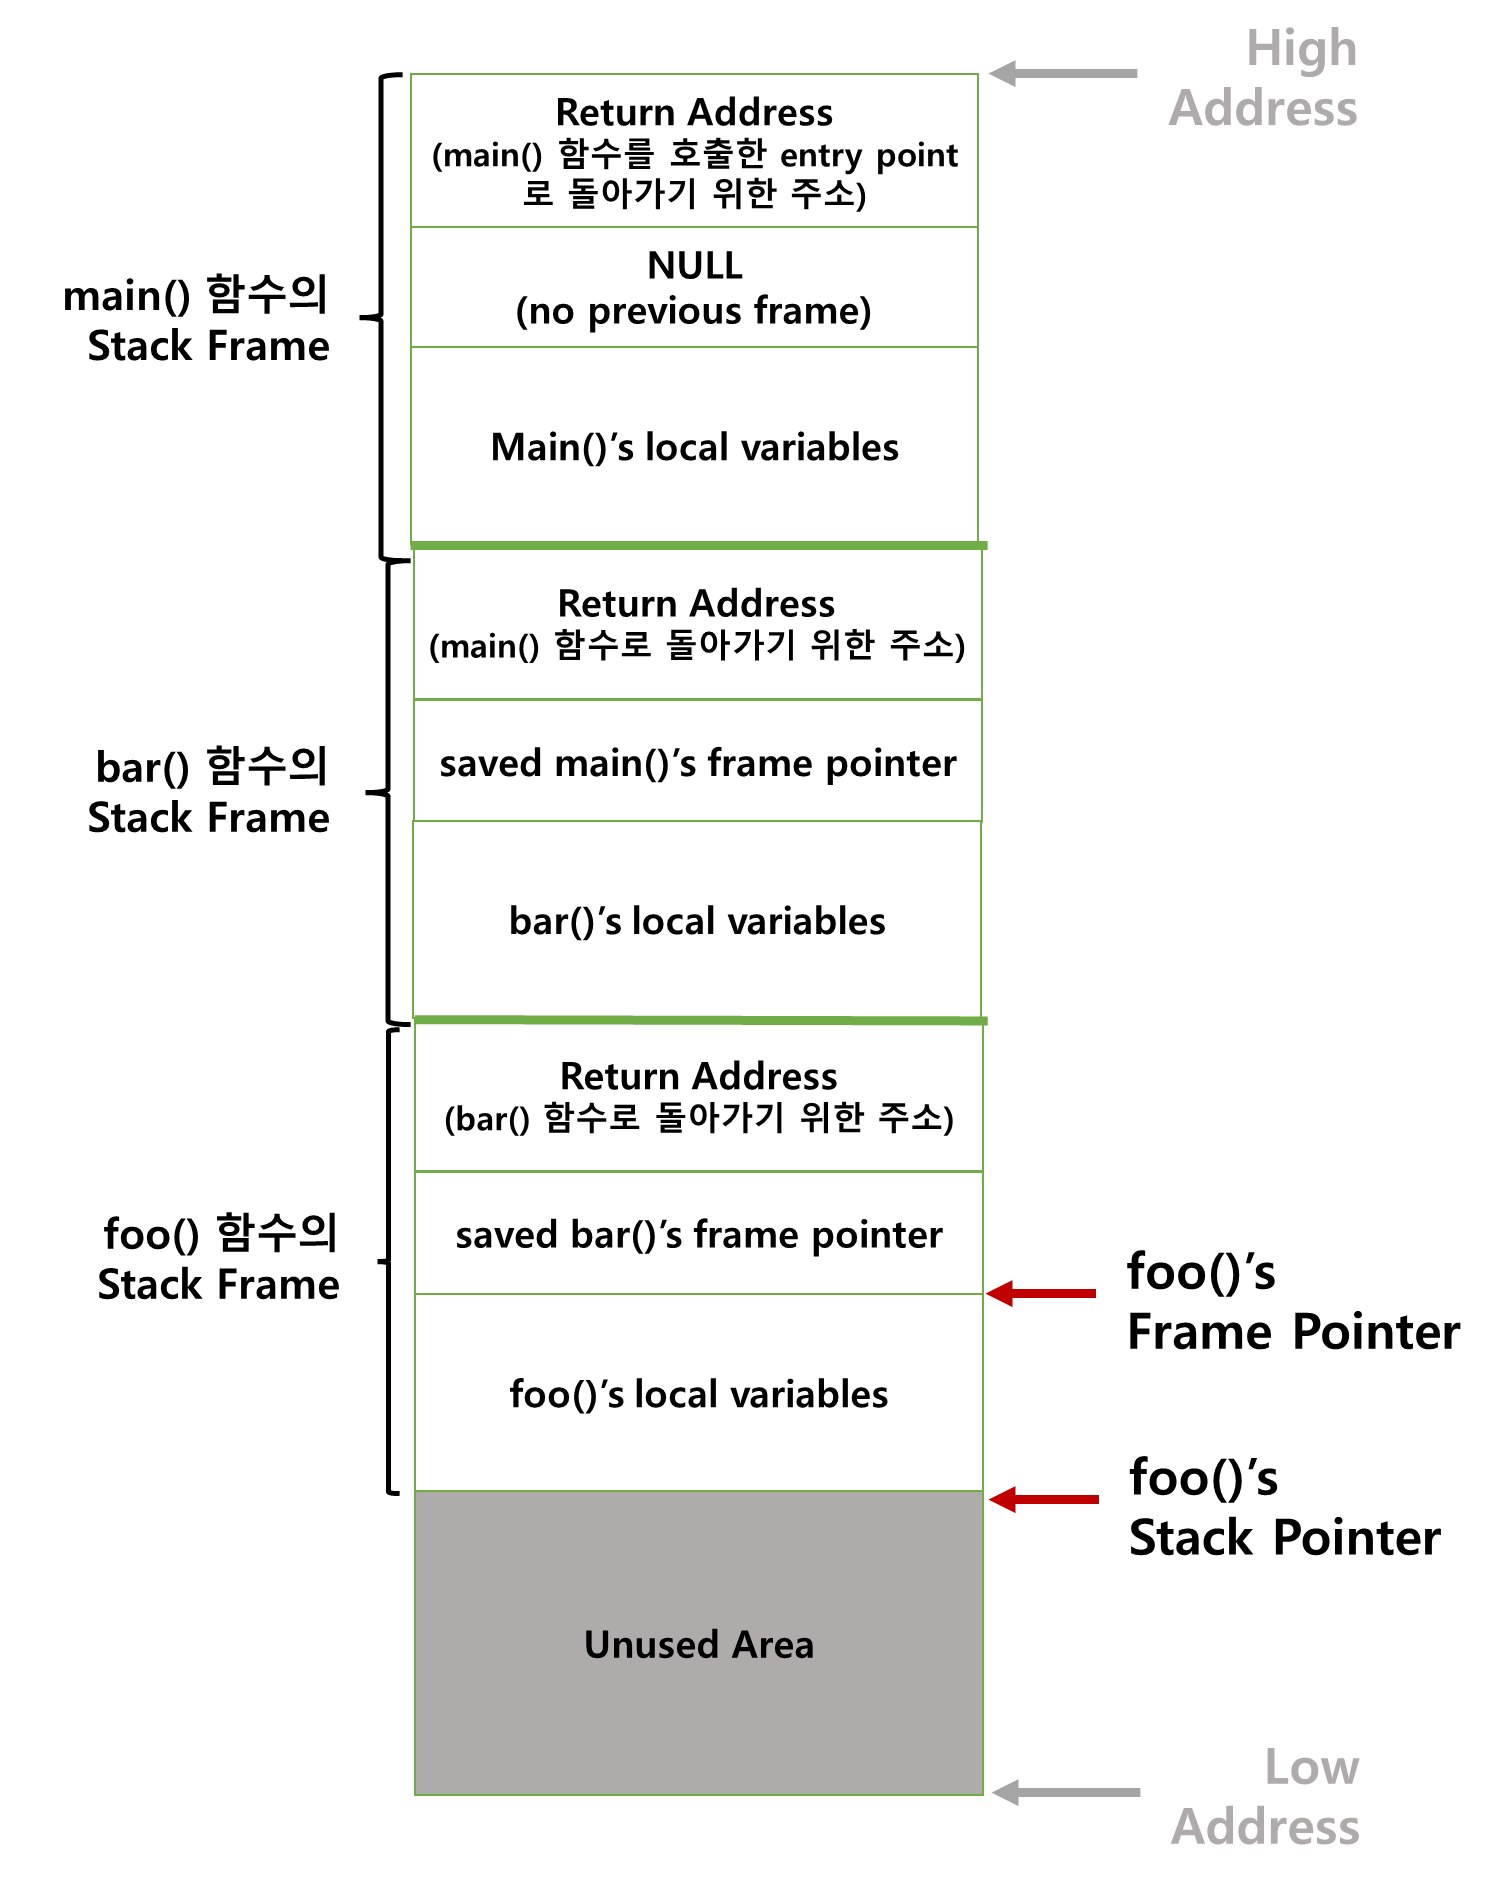 High
Address
Return Address
(main() 함수를 호출한 entry point
로 돌아가기 위한 주소)
NULL
(no previous frame)
main() 함수의
Stack Frame
Main()’s local variables
Return Address
(main() 함수로 돌아가기 위한 주소)
saved main()’s frame pointer
bar() 함수의
Stack Frame
bar()’s local variables
Return Address
(bar() 함수로 돌아가기 위한 주소)
saved bar()’s frame pointer
foo() 함수의
Stack Frame
foo()’s
Frame Pointer
foo()’s local variables
foo()’s
Stack Pointer
Unused Area
Low
Address